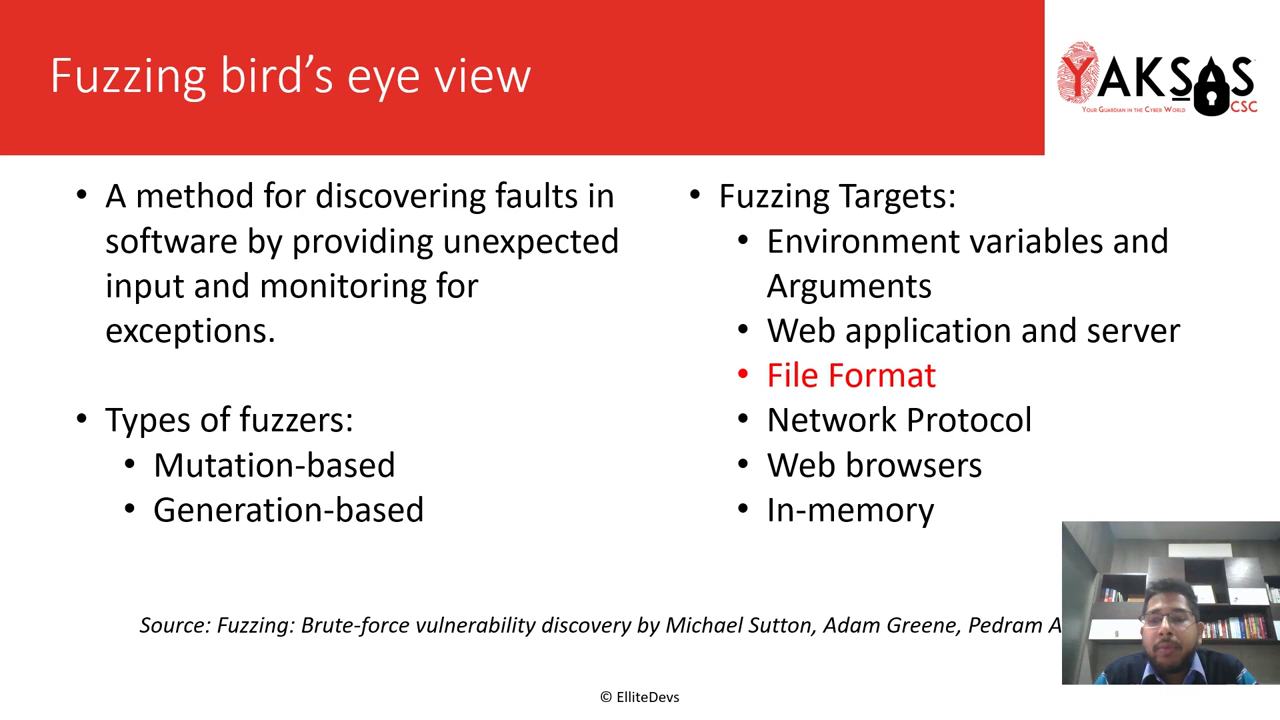 Fuzzing bird’s eye view
YAKSAS
YOUR GUARDIAN IN THE CYBER WORLD
CSC
• A method for discovering faults in
software by providing unexpected
input and monitoring for
exceptions.
• Types of fuzzers:
• Mutation-based
• Generation-based
• Fuzzing Targets:
• Environment variables and
Arguments
• Web application and server
• File Format
• Network Protocol
• Web browsers
• In-memory
Source: Fuzzing: Brute-force vulnerability discovery by Michael Sutton, Adam Greene, Pedram A
© ElliteDevs